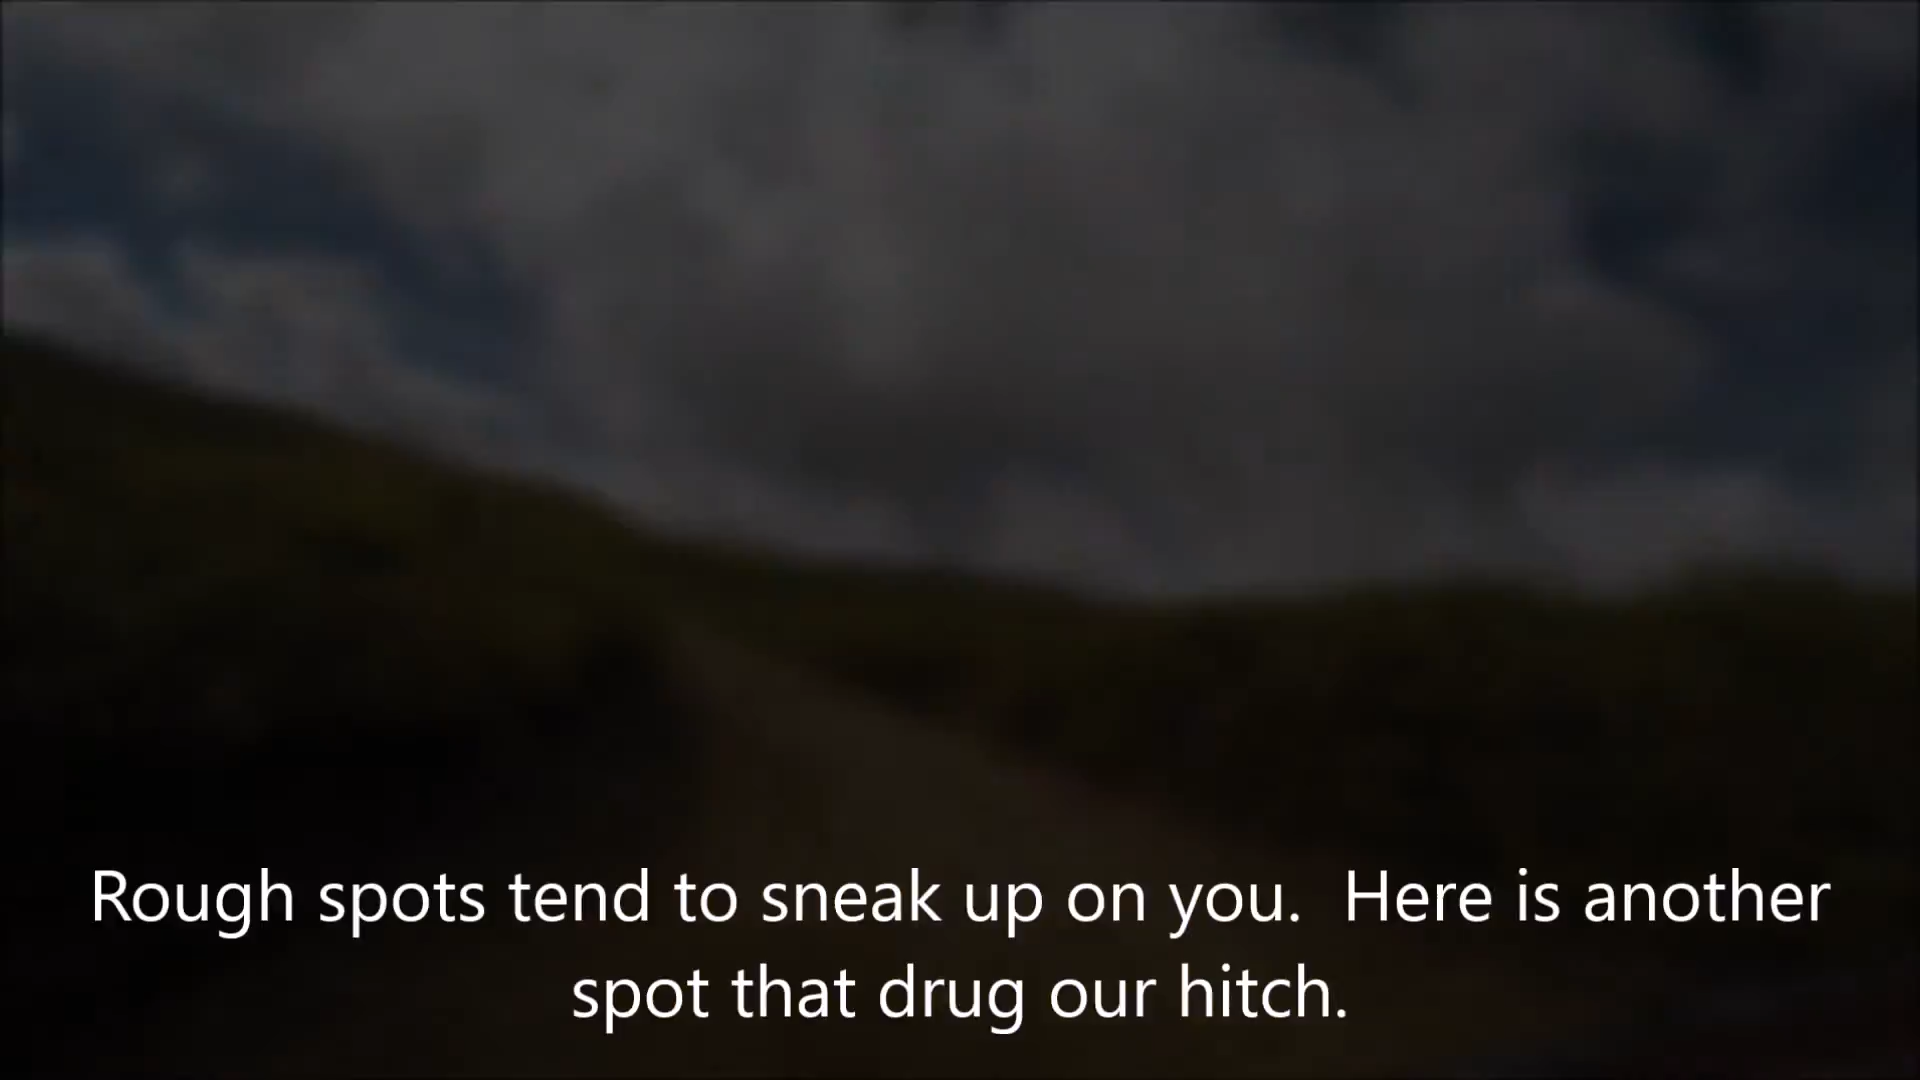 Rough spots tend to sneak up on you.  Here is another
spot that drug our hitch.